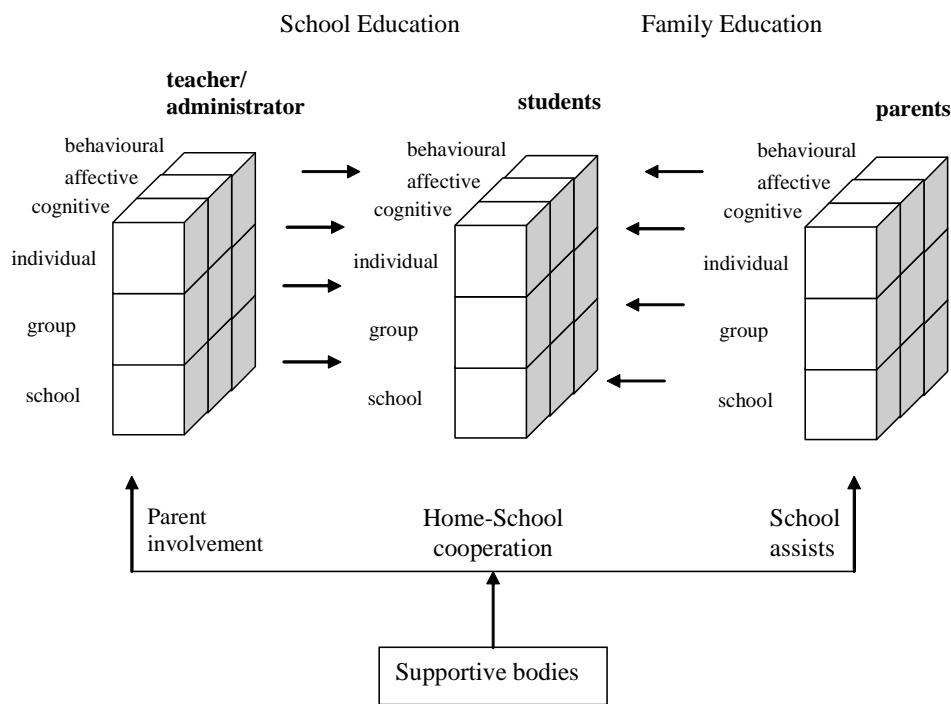 School Education
Family Education
teacher/
administrator
students
parents
behavioural
affective
cognitive
individual
group
school
behavioural
affective
cognitive
individual
group
school
behavioural
affective
cognitive
individual
group
school
Parent
involvement
Home-School
cooperation
School
assists
Supportive bodies